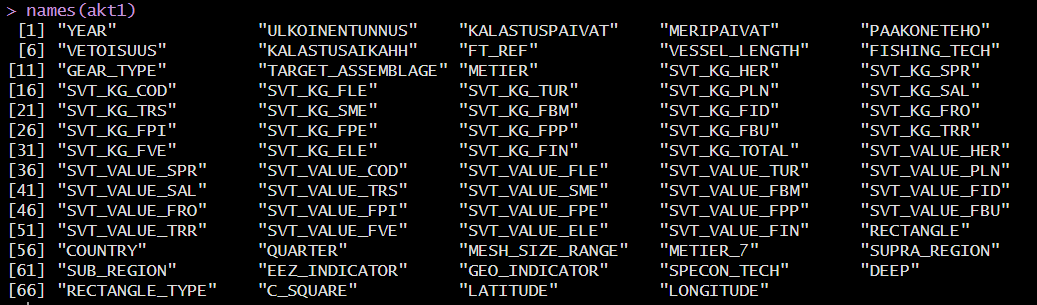 > names(akt1)
[1] "YEAR" "ULKOINENTUNNUS" "KALASTUSPAIVAT" "MERIPAIVAT" "PAAKONETEHO"
[6] "VETOISUUS" "KALASTUSAIKAHH" "FT_REF" "VESSEL_LENGTH" "FISHING_TECH"
[11] "GEAR_TYPE" "TARGET_ASSEMBLAGE" "METIER" "SVT_KG_HER" "SVT_KG_SPR"
[16] "SVT_KG_COD" "SVT_KG_FLE" "SVT_KG_TUR" "SVT_KG_PLN" "SVT_KG_SAL"
[21] "SVT_KG_TRS" "SVT_KG_SME" "SVT_KG_FBM" "SVT_KG_FID" "SVT_KG_FRO"
[26] "SVT_KG_FPI" "SVT_KG_FPE" "SVT_KG_FPP" "SVT_KG_FBU" "SVT_KG_TRR"
[31] "SVT_KG_FVE" "SVT_KG_ELE" "SVT_KG_FIN" "SVT_KG_TOTAL" "SVT_VALUE_HER"
[36] "SVT_VALUE_SPR" "SVT_VALUE_COD" "SVT_VALUE_FLE" "SVT_VALUE_TUR" "SVT_VALUE_PLN"
[41] "SVT_VALUE_SAL" "SVT_VALUE_TRS" "SVT_VALUE_SME" "SVT_VALUE_FBM" "SVT_VALUE_FID"
[46] "SVT_VALUE_FRO" "SVT_VALUE_FPI" "SVT_VALUE_FPE" "SVT_VALUE_FPP" "SVT_VALUE_FBU"
[51] "SVT_VALUE_TRR" "SVT_VALUE_FVE" "SVT_VALUE_ELE" "SVT_VALUE_FIN" "RECTANGLE"
[56] "COUNTRY" "QUARTER" "MESH_SIZE_RANGE" "METIER_7" "SUPRA_REGION"
[61] "SUB_REGION" "EEZ_INDICATOR" "GEO_INDICATOR" "SPECON_TECH" "DEEP"
[66] "RECTANGLE_TYPE" "C_SQUARE" "LATITUDE" "LONGITUDE"